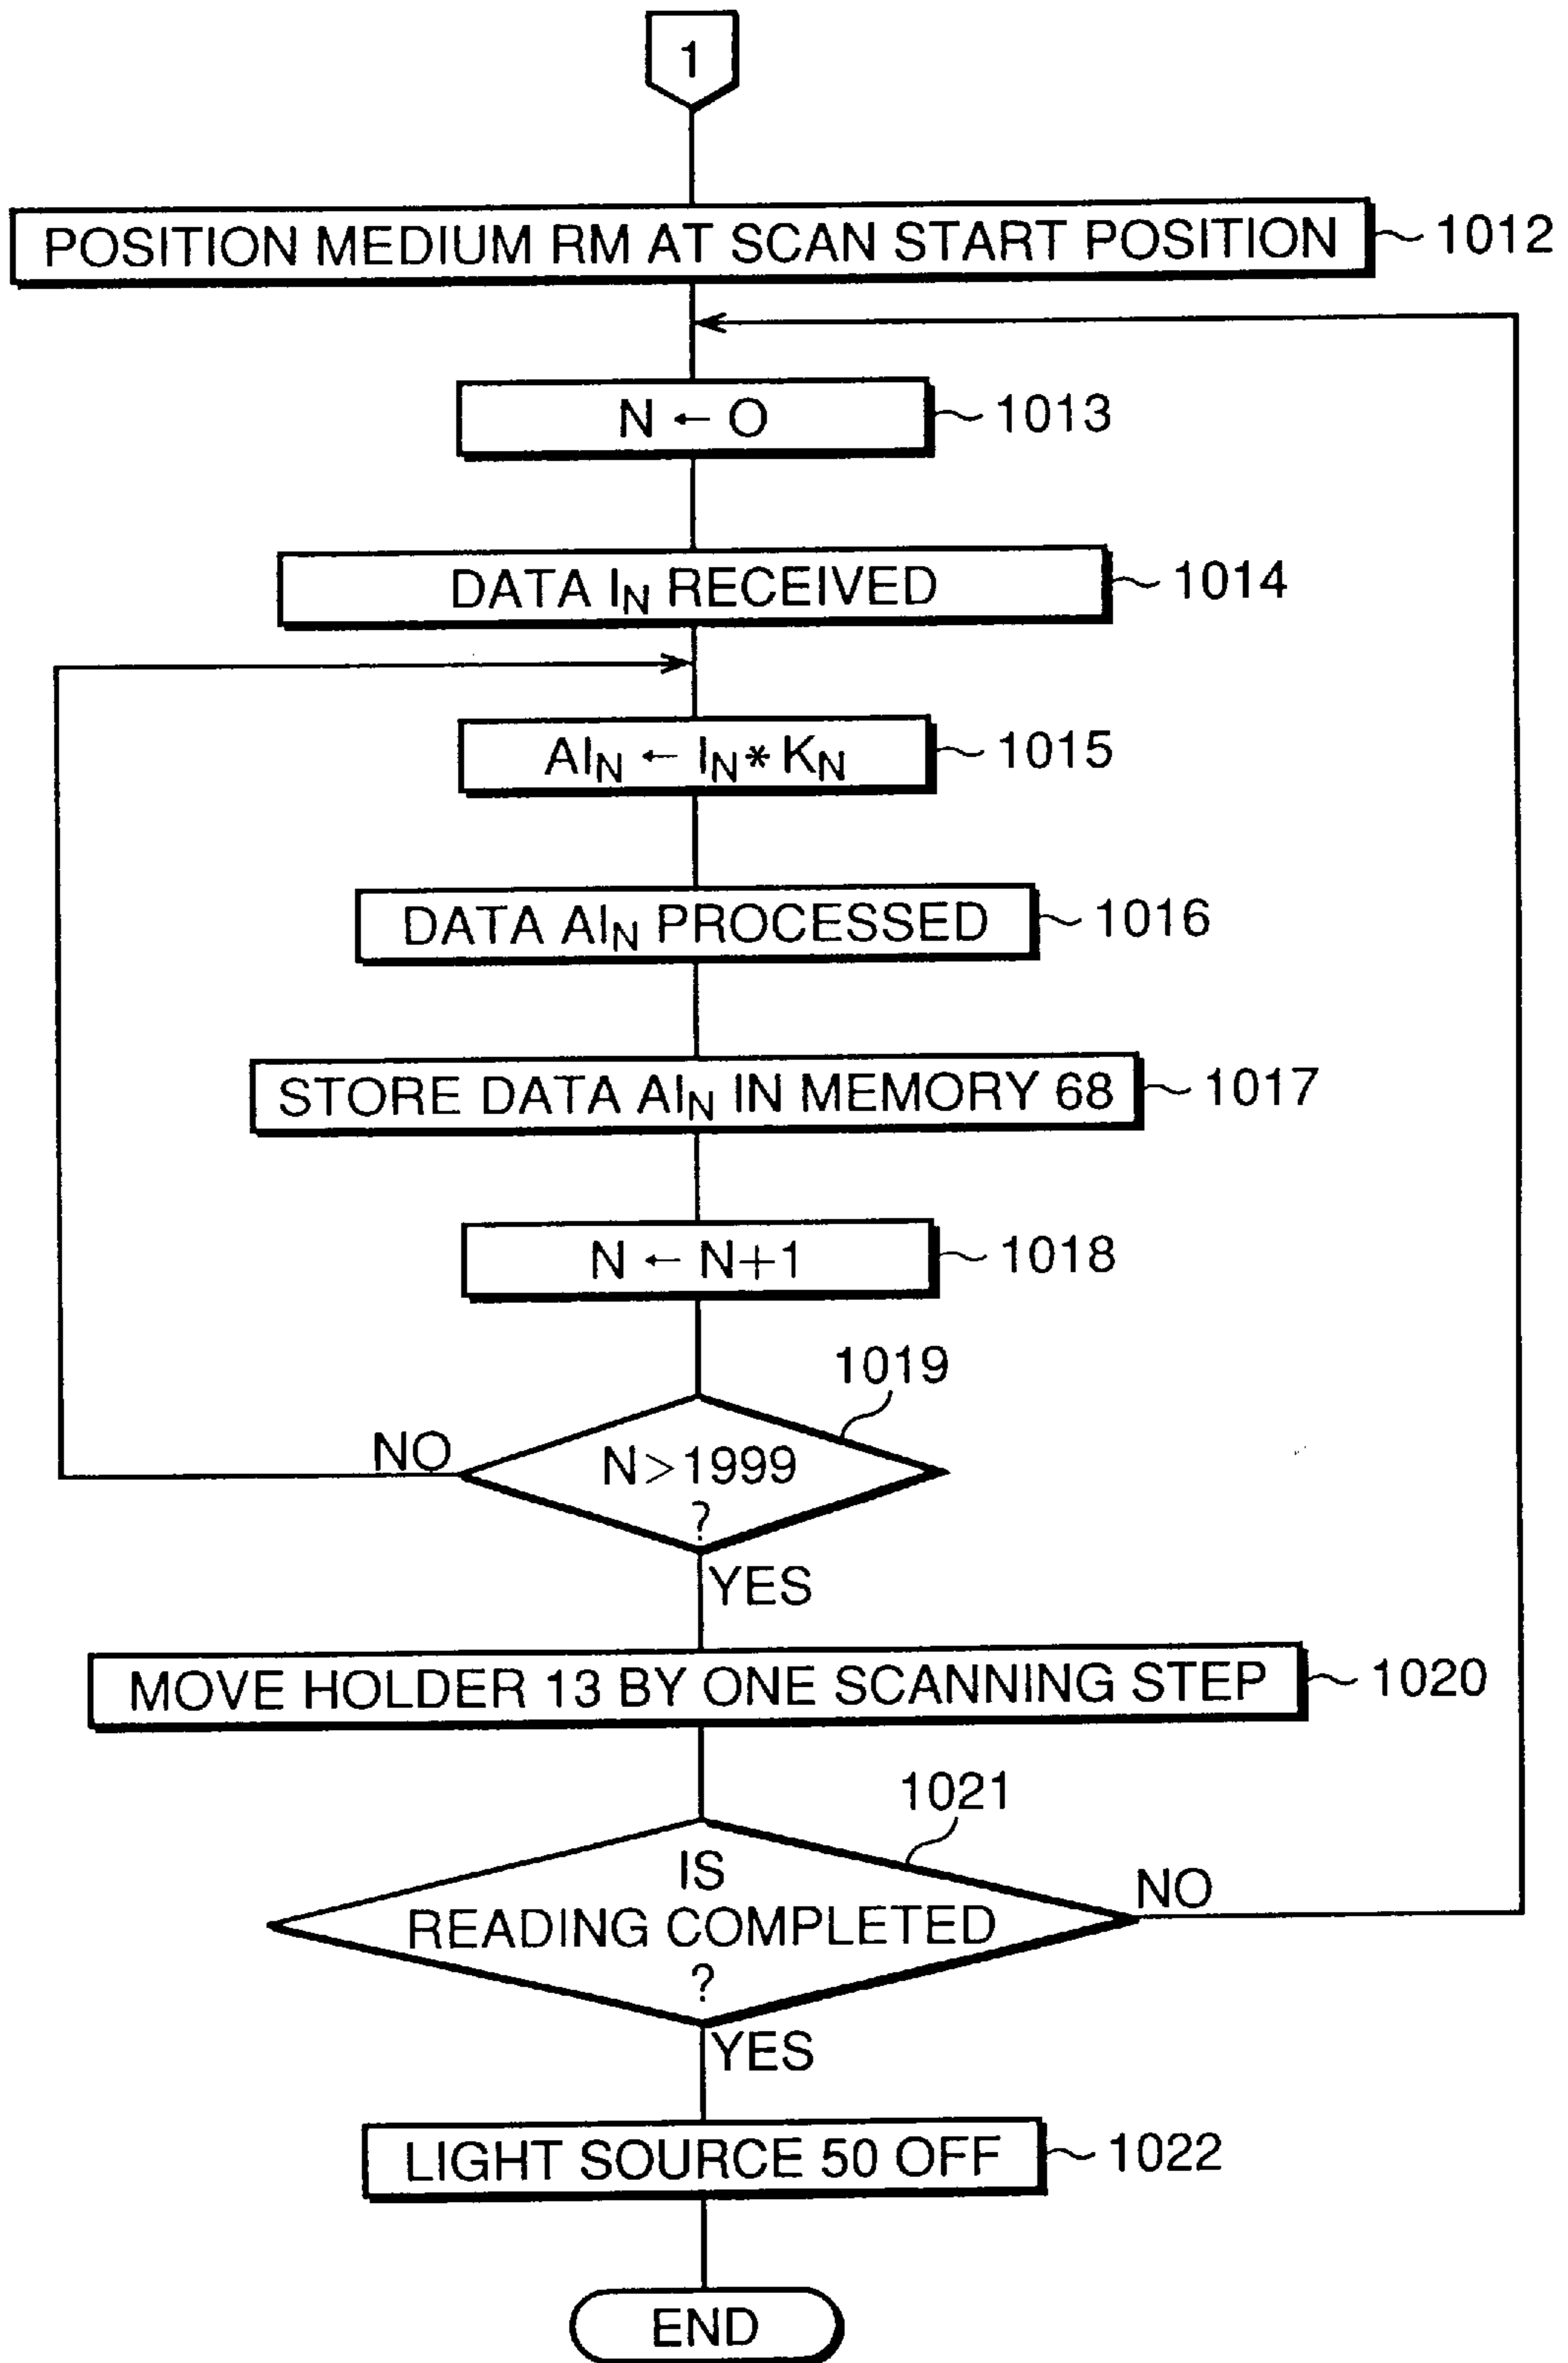 1
POSITION MEDIUM RM AT SCAN START POSITION 1012
N ← O 1013
DATA IN RECEIVED 1014
AIN ← IN * KN 1015
DATA AIN PROCESSED 1016
STORE DATA AIN IN MEMORY 68 1017
N ← N+1 1018
1019
NO
N>1999
?
YES
MOVE HOLDER 13 BY ONE SCANNING STEP 1020
1021
IS
NO
READING COMPLETED
?
YES
LIGHT SOURCE 50 OFF 1022
END